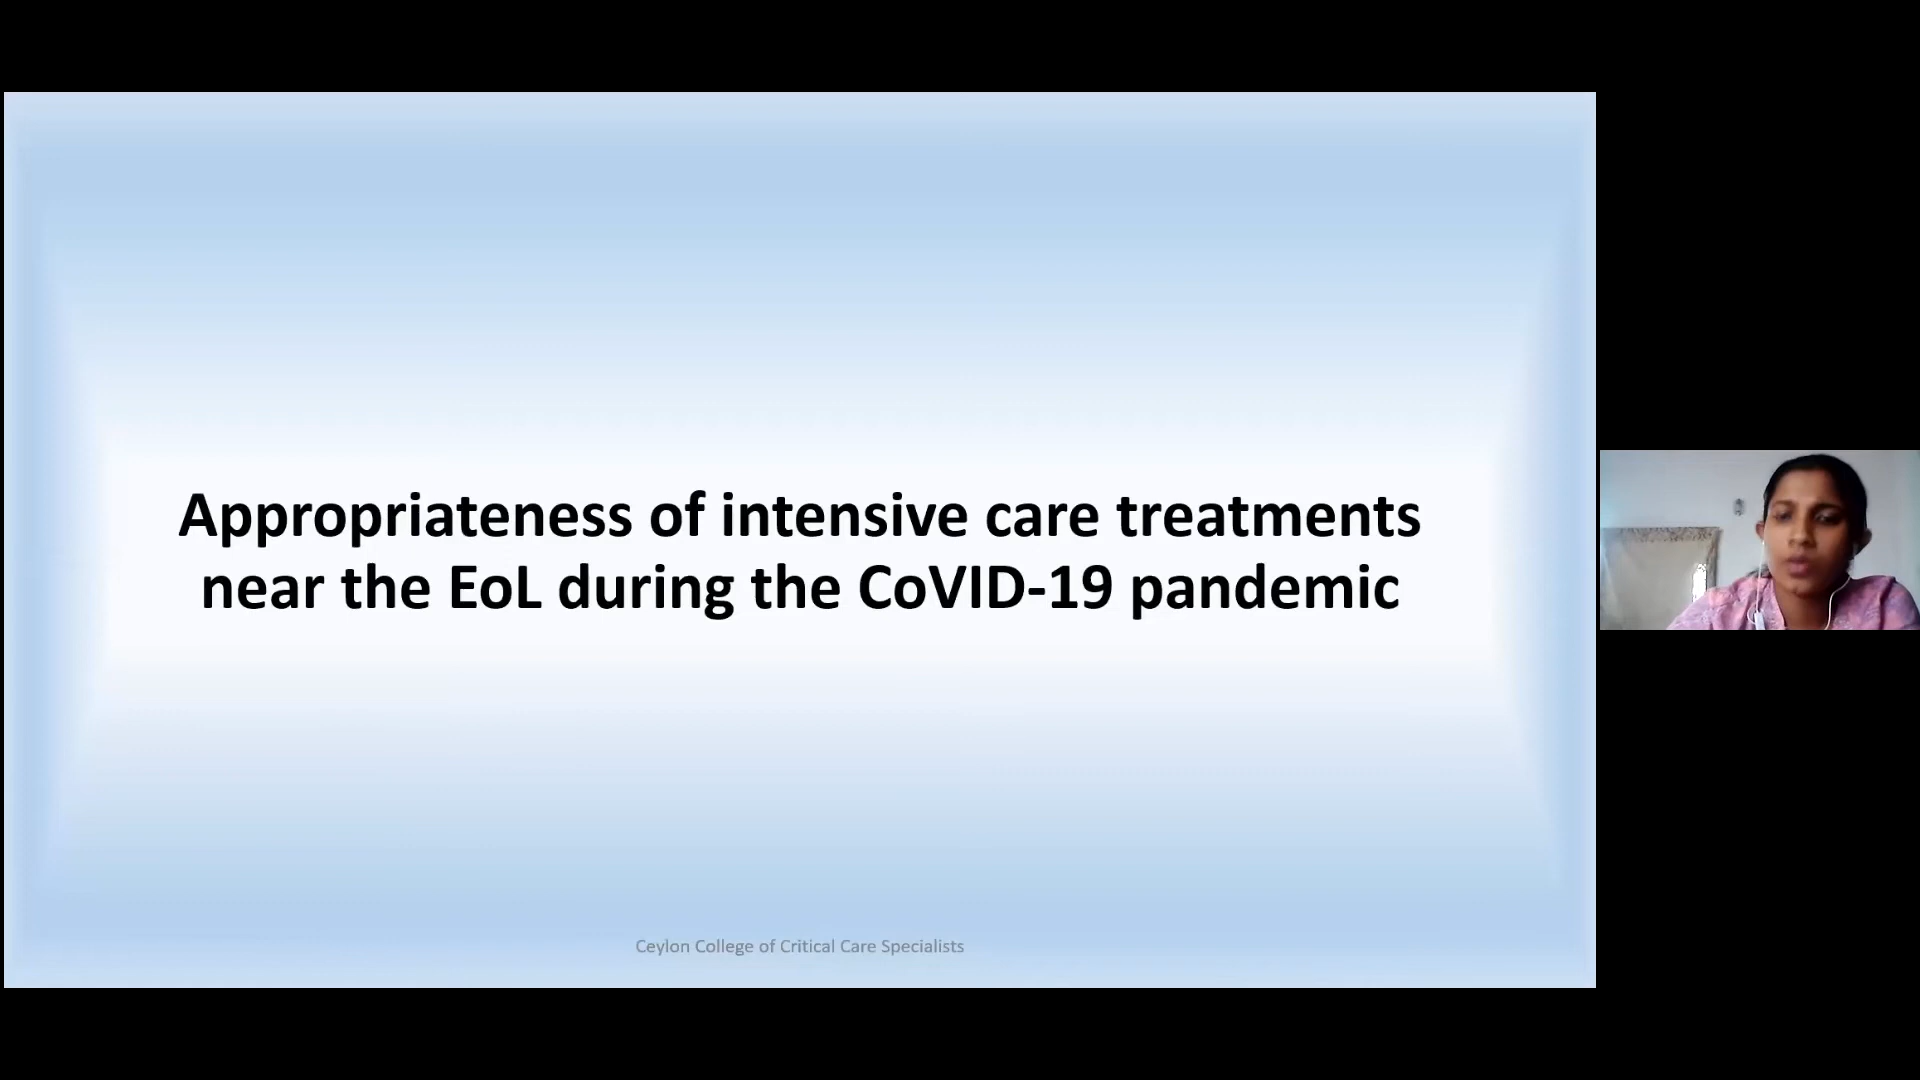 Appropriateness of intensive care treatments
near the EoL during the CoVID-19 pandemic
Ceylon College of Critical Care Specialists